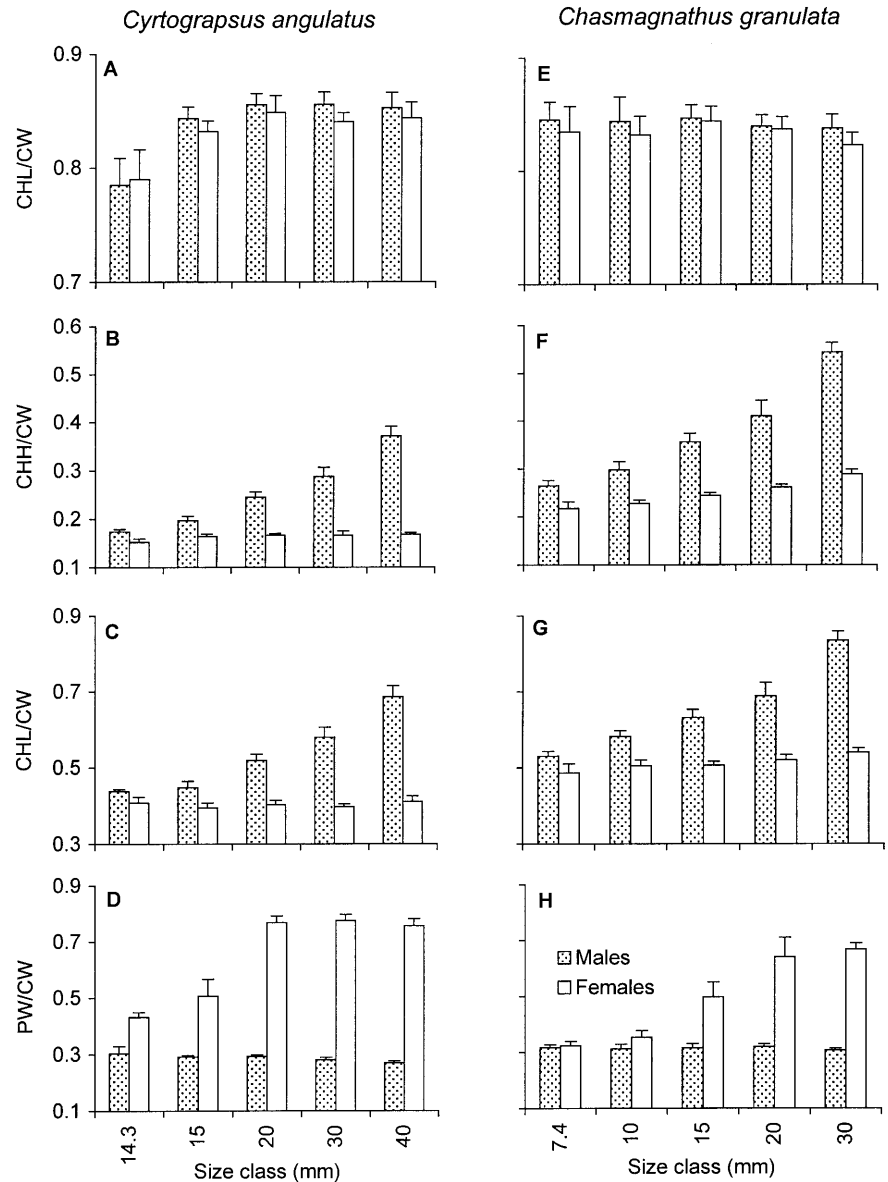 Cyrtograpsus angulatus
Chasmagnathus granulata
A
0.9
0.8
0.7
CHL/CW
E
B
0.6
0.5
0.4
0.3
0.2
0.1
CHH/CW
F
C
0.9
0.7
0.5
0.3
CHL/CW
G
D
0.9
0.7
0.5
0.3
0.1
PW/CW
14.3
15
20
30
40
Size class (mm)
H
Males
Females
7.4
10
15
20
30
Size class (mm)